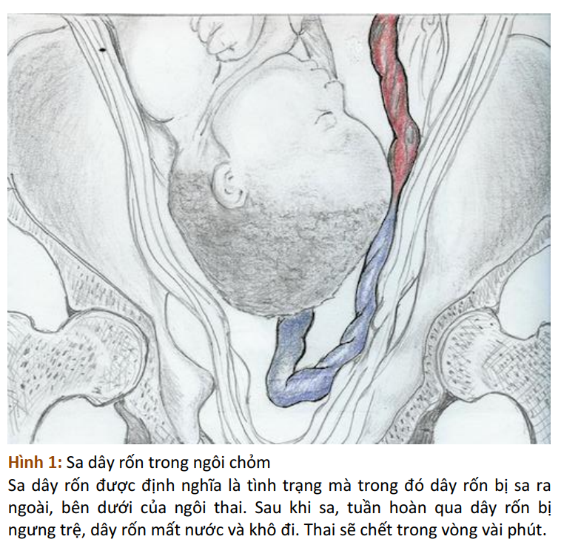 Hình 1: Sa dây rốn trong ngôi chỏm
Sa dây rốn được định nghĩa là tình trạng mà trong đó dây rốn bị sa ra
ngoài, bên dưới của ngôi thai. Sau khi sa, tuần hoàn qua dây rốn bị
ngưng trệ, dây rốn mất nước và khô đi. Thai sẽ chết trong vòng vài phút.